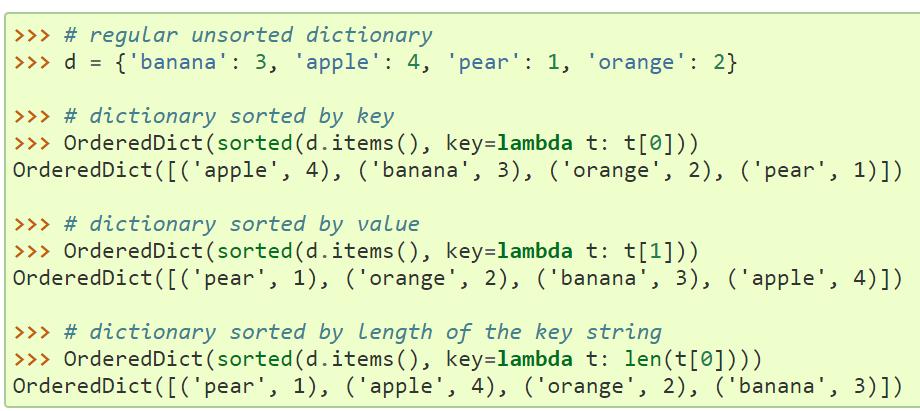 >>> # regular unsorted dictionary
>>> d = {'banana': 3, 'apple': 4, 'pear': 1, 'orange': 2}
>>> # dictionary sorted by key
>>> OrderedDict(sorted(d.items(), key=lambda t: t[0]))
OrderedDict([('apple', 4), ('banana', 3), ('orange', 2), ('pear', 1)])
>>> # dictionary sorted by value
>>> OrderedDict(sorted(d.items(), key=lambda t: t[1]))
OrderedDict([('pear', 1), ('orange', 2), ('banana', 3), ('apple', 4)])
>>> # dictionary sorted by length of the key string
>>> OrderedDict(sorted(d.items(), key=lambda t: len(t[0])))
OrderedDict([('pear', 1), ('apple', 4), ('orange', 2), ('banana', 3)])